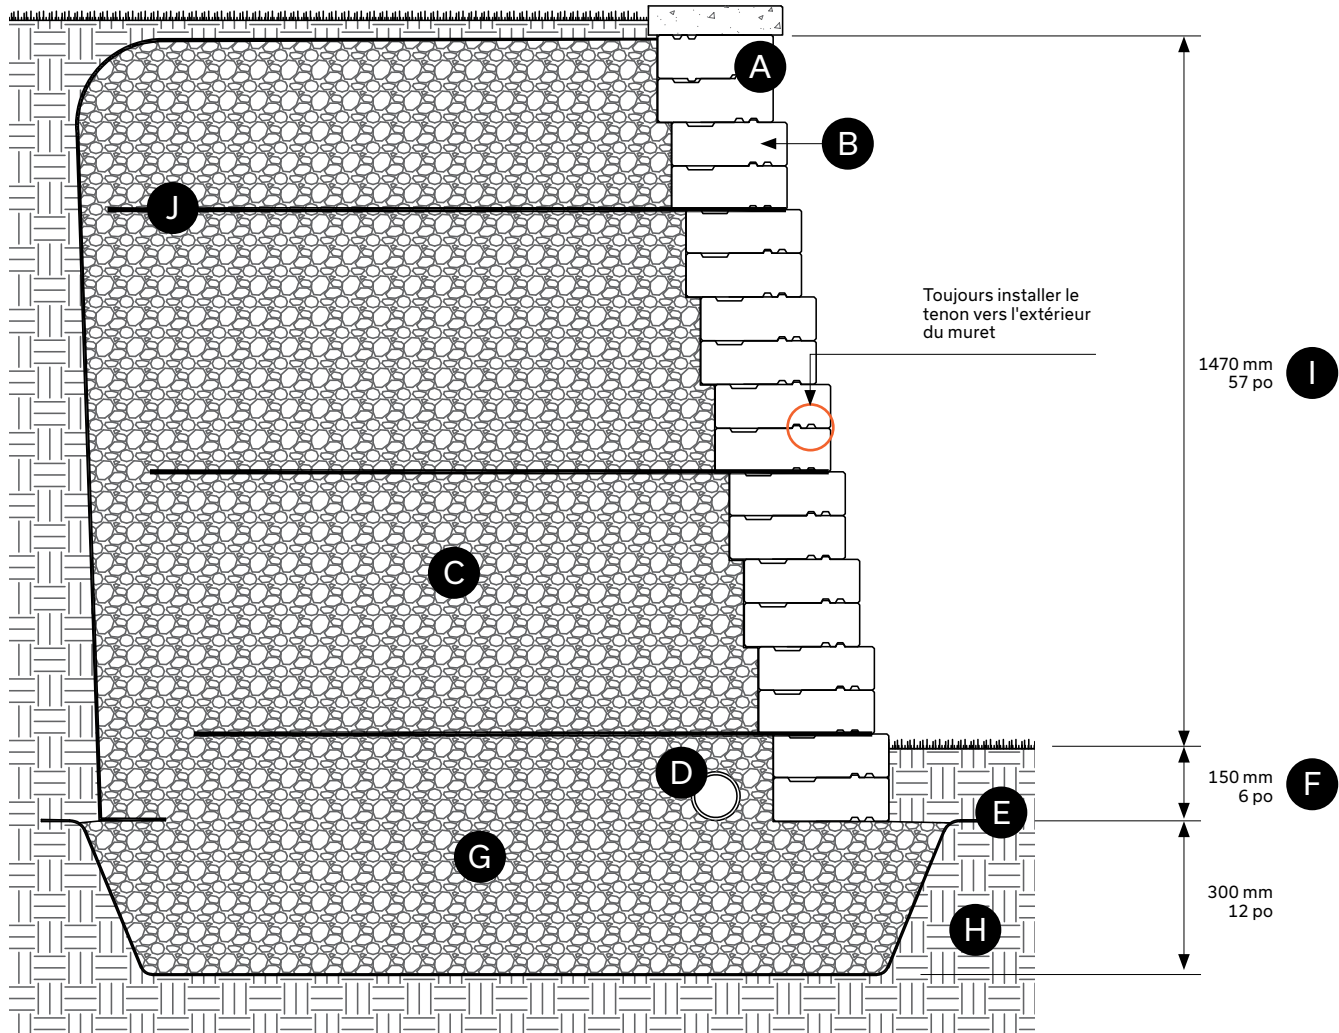 A
B
J
Toujours installer le
tenon vers l'extérieur
du muret
1470 mm
57 po
I
C
D
150 mm
6 po
F
E
G
300 mm
12 po
H